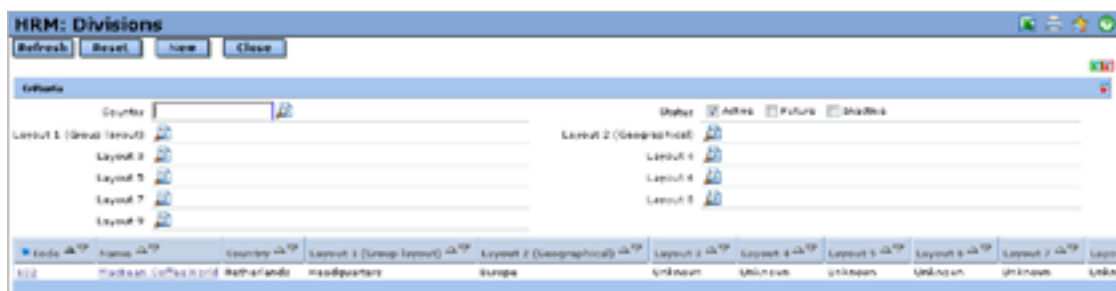 HRM: Divisions
Refresh Reset New Close
Criteria
Country Status Active Future Inactive
Layout 1 (Group layout) Layout 2 (Geographical)
Layout 3 Layout 4
Layout 5 Layout 6
Layout 7 Layout 8
Layout 9
Code Name Country Layout 1 (Group layout) Layout 2 (Geographical) Layout 3 Layout 4 Layout 5 Layout 6 Layout 7
Netherlands Headquarters Europe Unknown Unknown Unknown Unknown Unknown